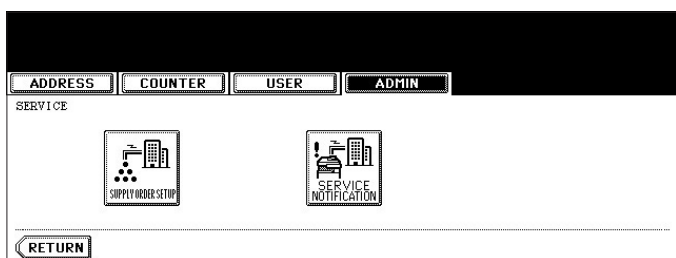 ADDRESS COUNTER USER ADMIN
SERVICE
SUPPLY ORDER SETUP
SERVICE
NOTIFICATION
RETURN